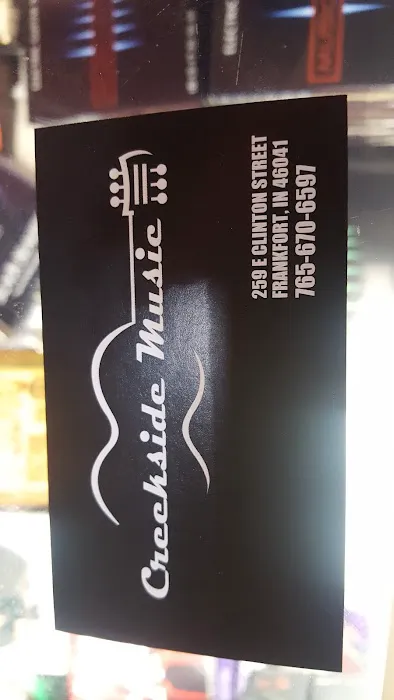 Creekside Music
259 E CLINTON STREET
FRANKFORT, IN 46041
765-670-6597